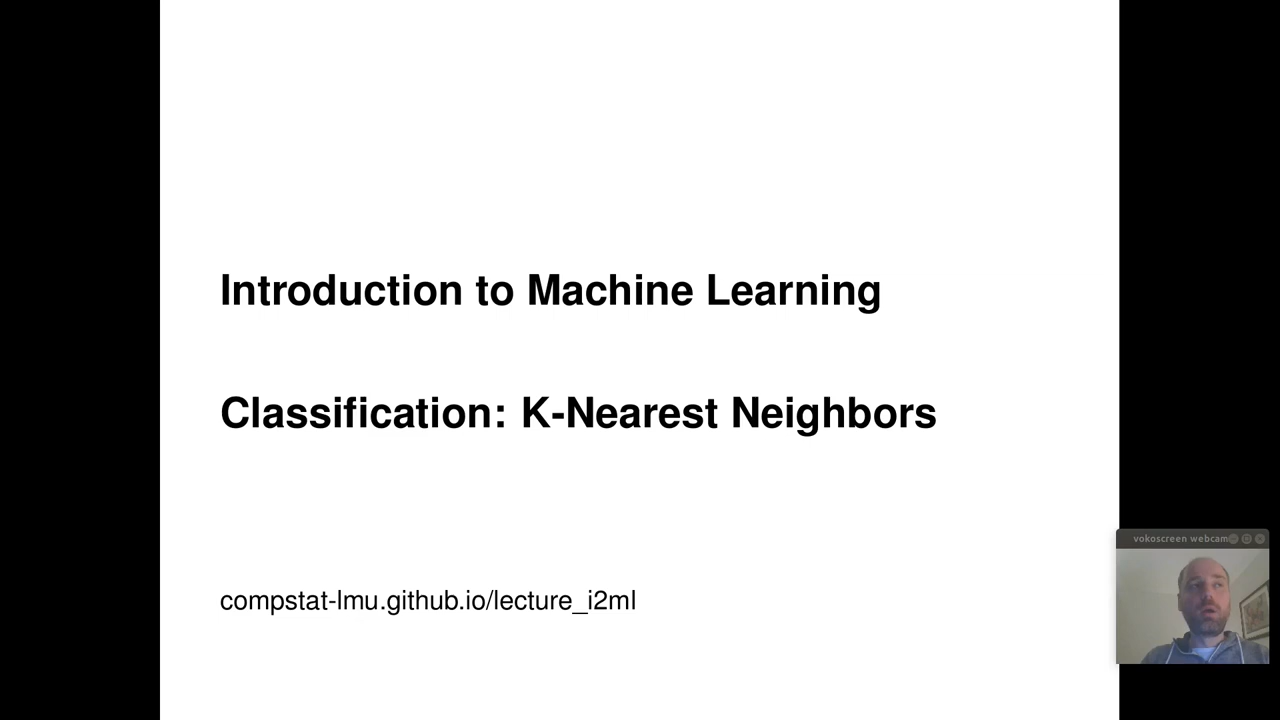 Introduction to Machine Learning
Classification: K-Nearest Neighbors
compstat-lmu.github.io/lecture_i2ml
vokoscreen webcam